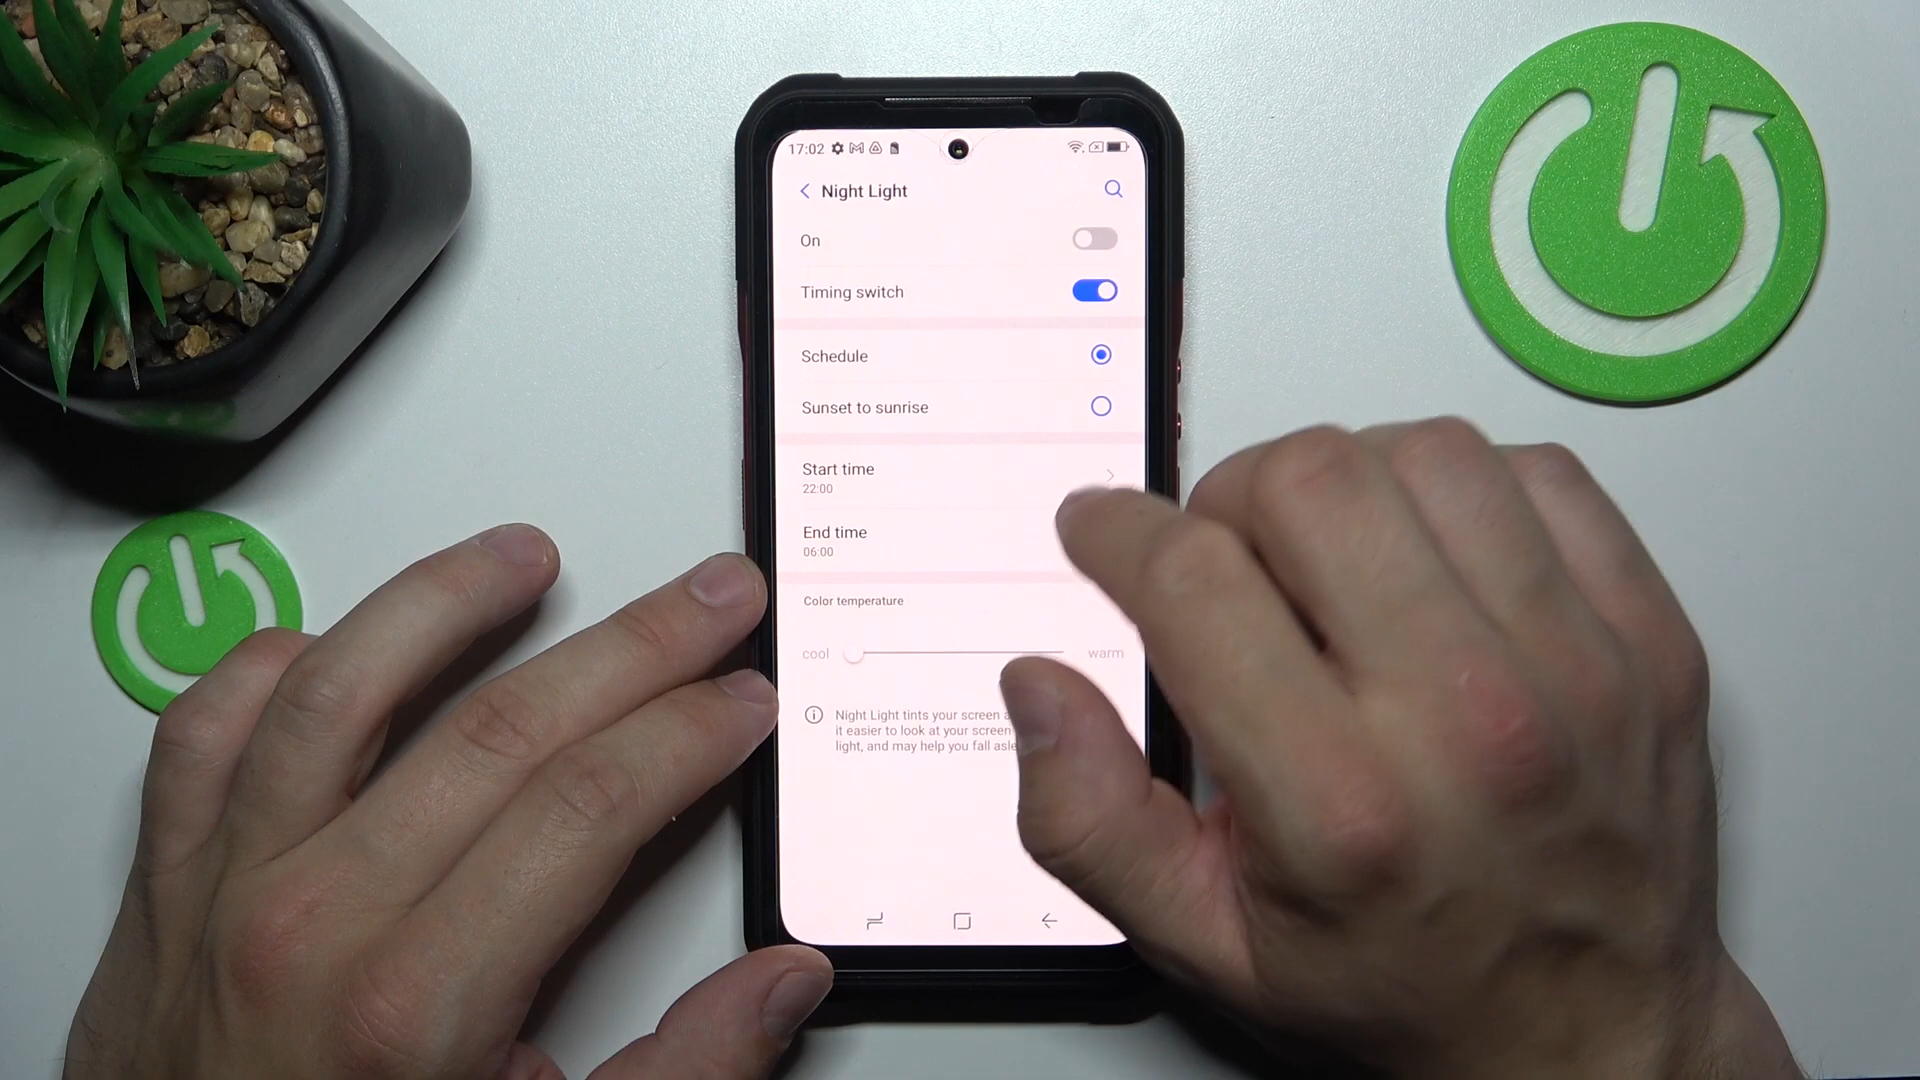 17:02
Night Light
On
Timing switch
Schedule
Sunset to sunrise
Start time
22:00
End time
06:00
Color temperature
cool warm
Night Light tints your screen
it easier to look at your screen
light, and may help you fall